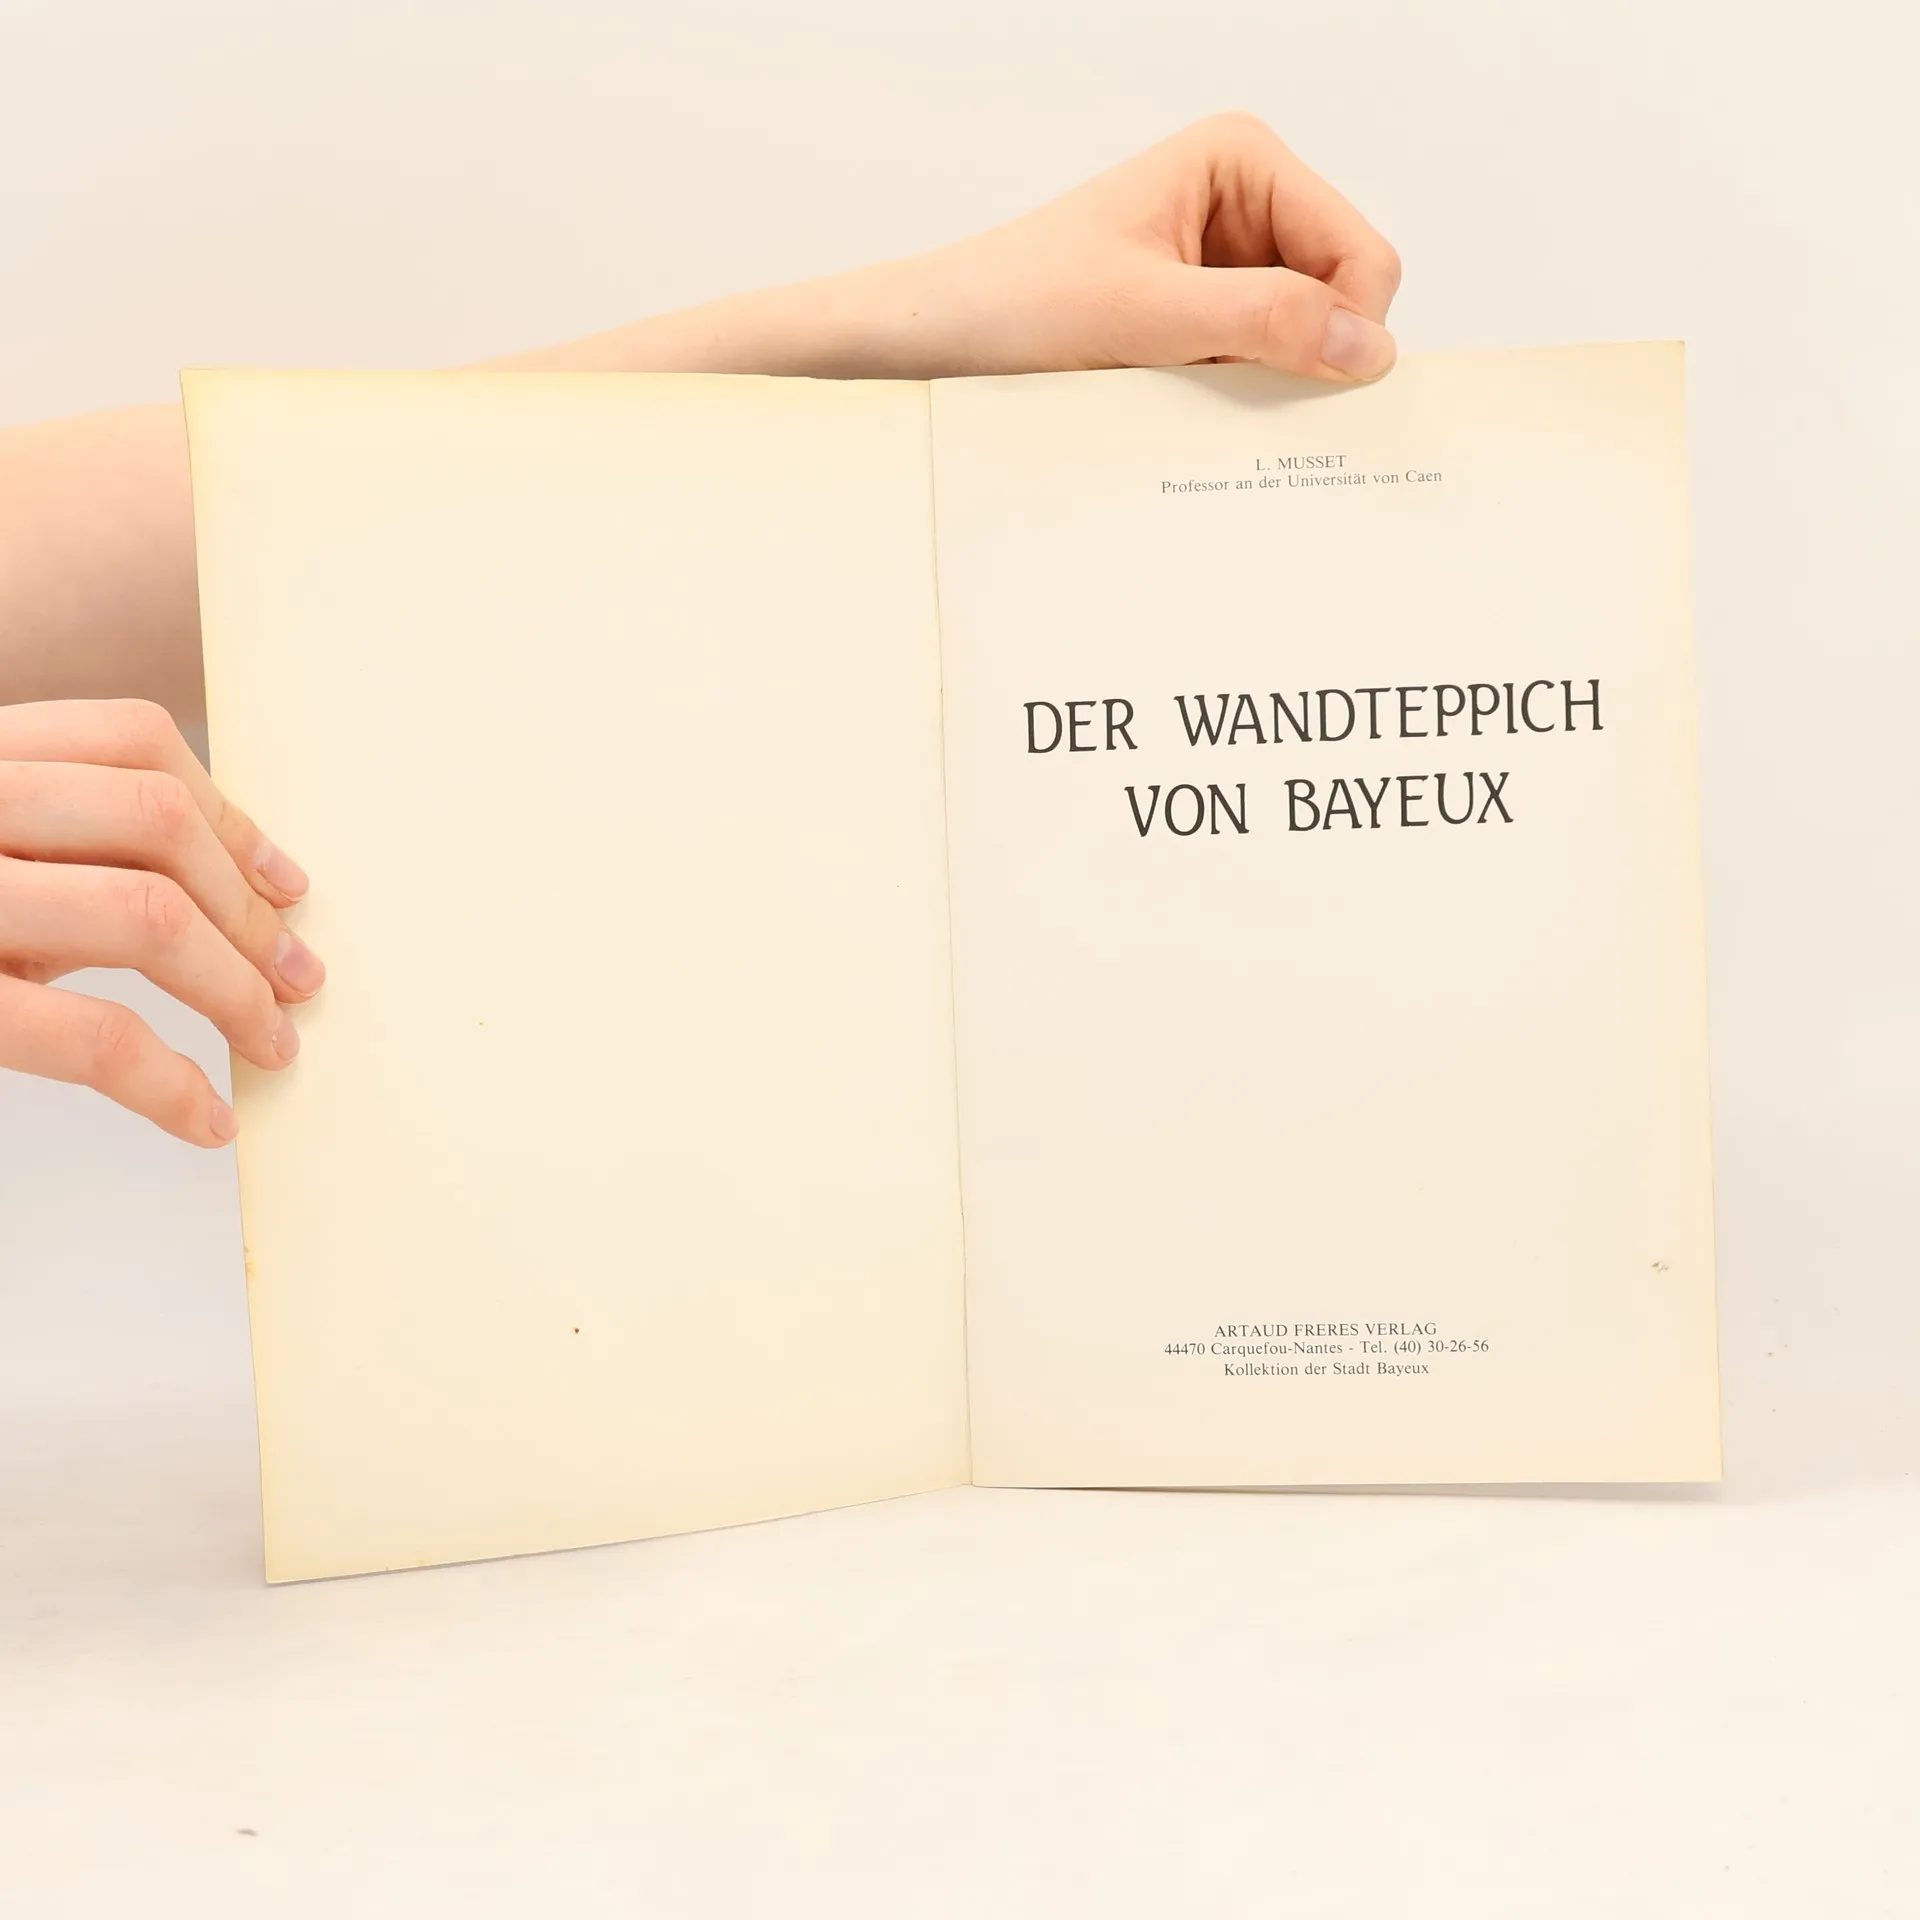 L. MUSSET
Professor an der Universität von Caen
DER WANDTEPPICH
VON BAYEUX
ARTAUD FRERES VERLAG
44470 Carquefou-Nantes - Tel. (40) 30-26-56
Kollektion der Stadt Bayeux